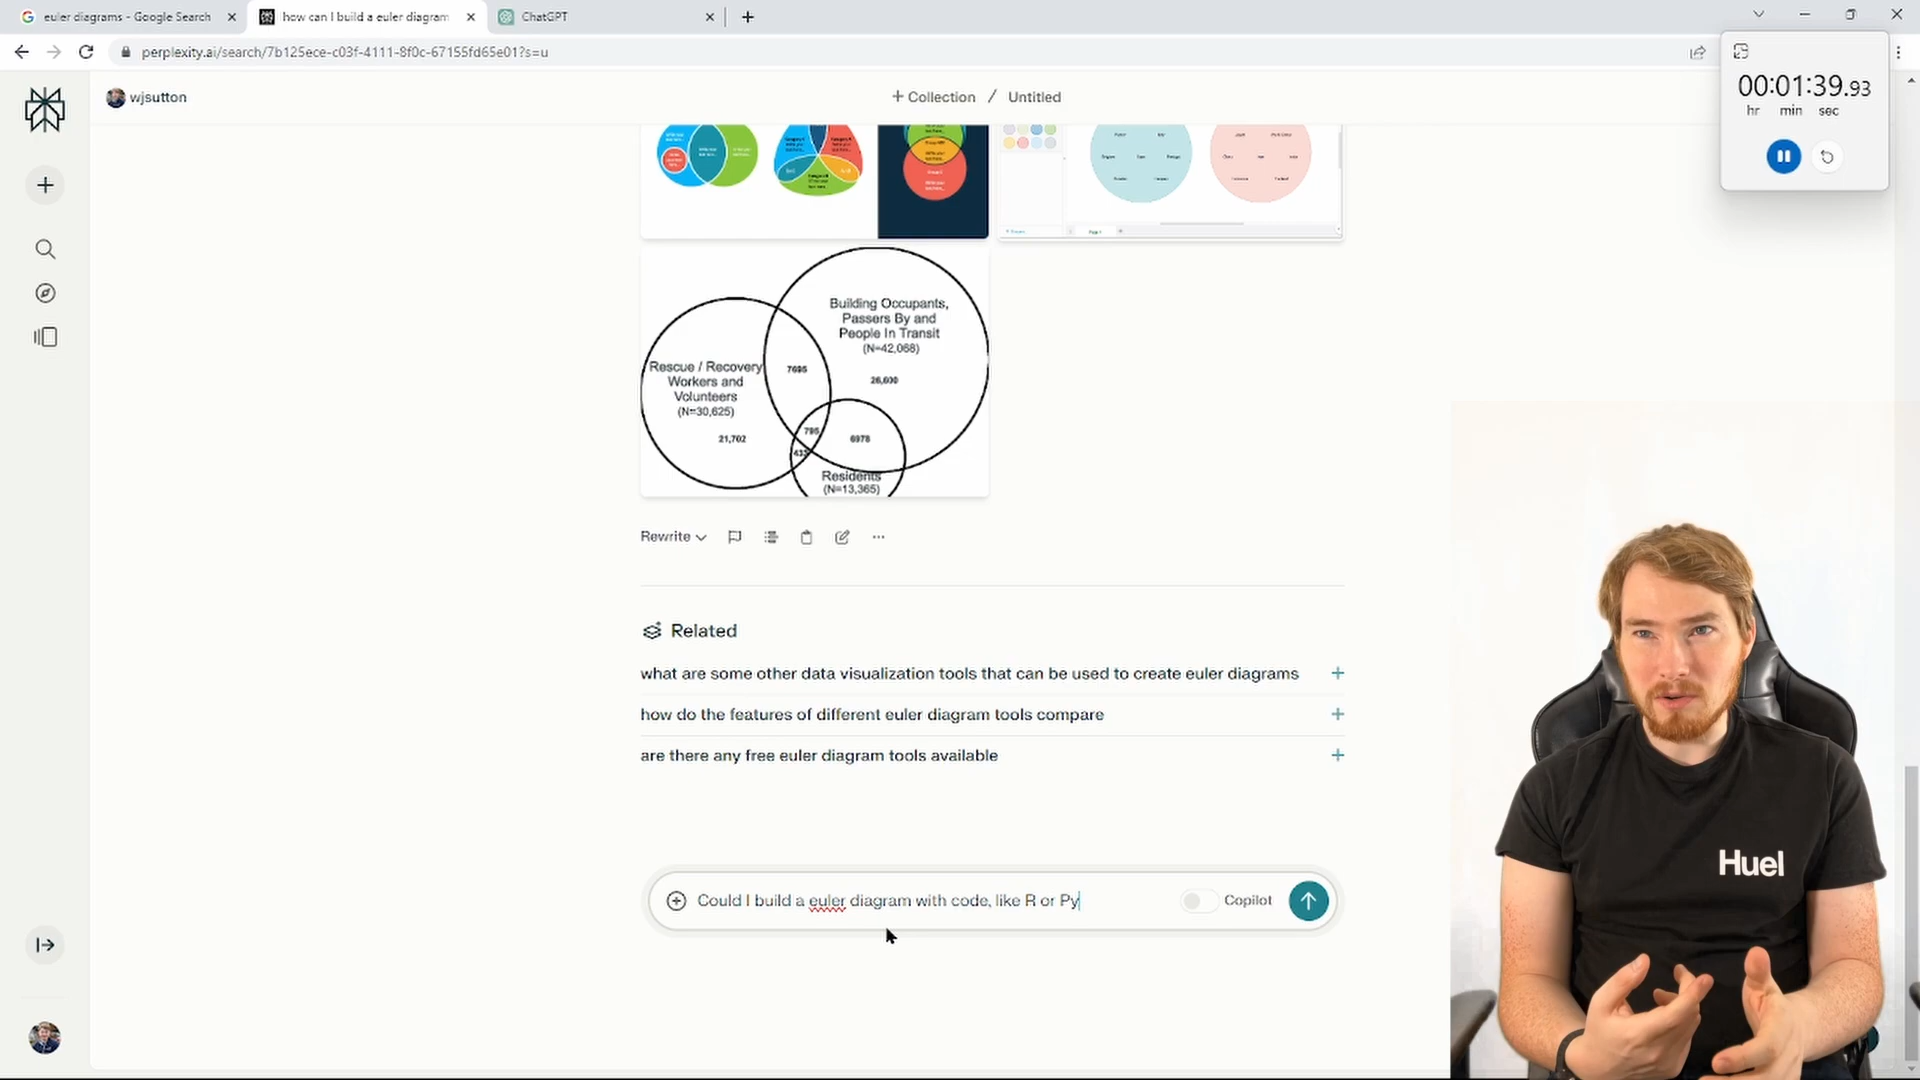 euler diagrams - Google Search
how can I build a euler diagram
ChatGPT
perplexity.ai/search/7b125ece-c03f-4111-8f0c-67155fd65e01?s=u
00:01:39.93
hr min sec
wjsutton
+ Collection / Untitled
Building Occupants,
Passers By and
People In Transit
(N=42,068)
26,600
7695
Rescue / Recovery
Workers and
Volunteers
(N=30,625)
21,702
795
6978
Residents
(N=13,365)
Rewrite
Related
what are some other data visualization tools that can be used to create euler diagrams
how do the features of different euler diagram tools compare
are there any free euler diagram tools available
Could I build a euler diagram with code, like R or Py
Copilot
Huel